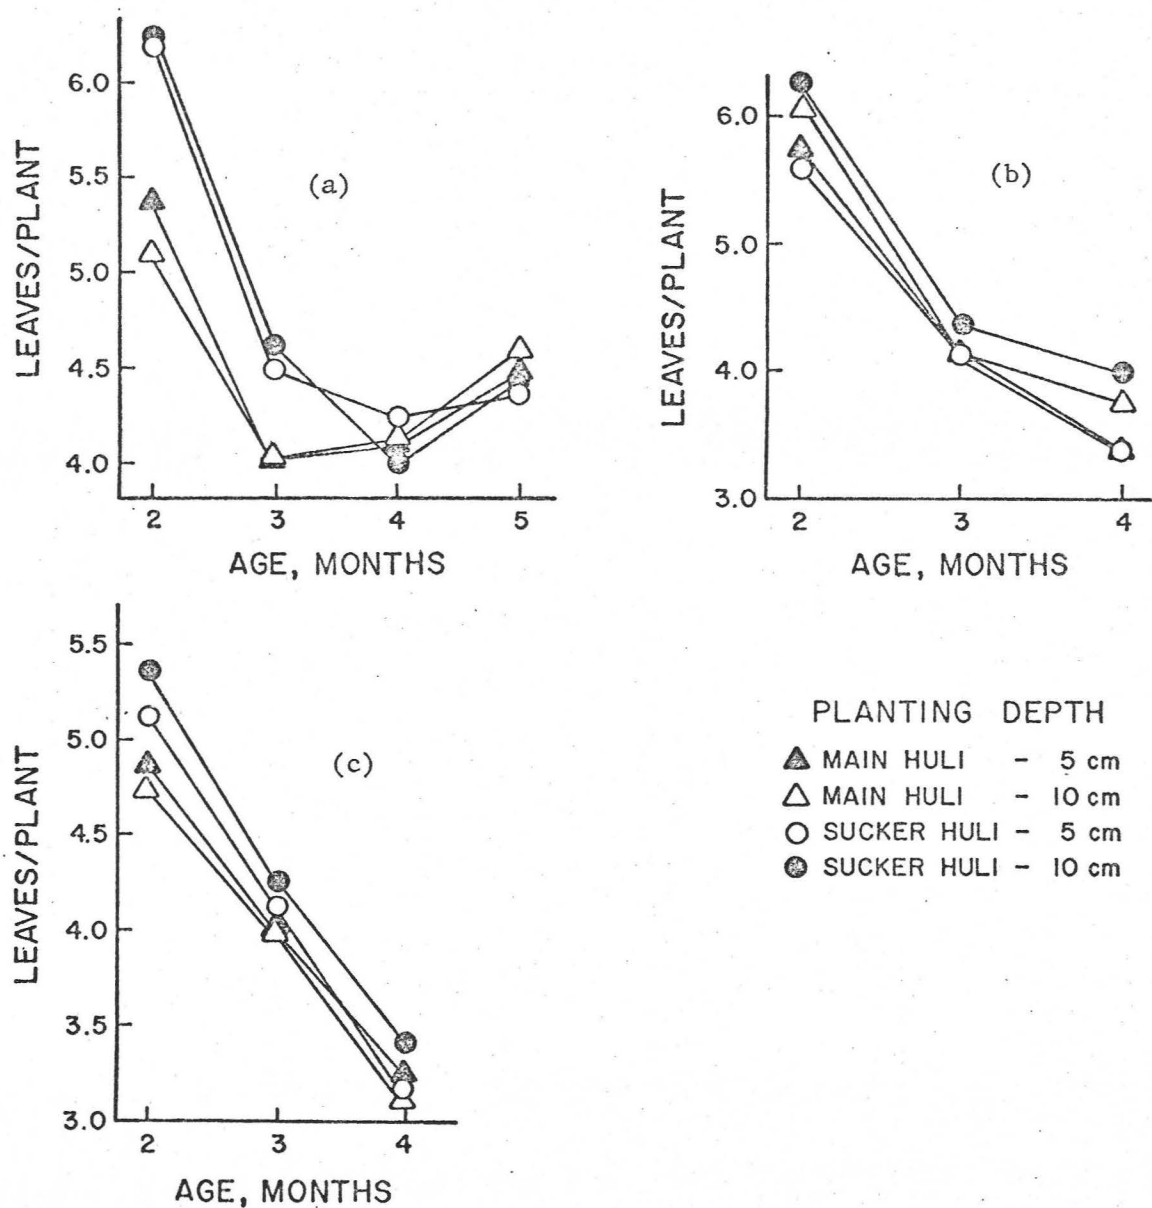 LEAVES/PLANT
6.0
5.5
5.0
4.5
4.0
(a)
2 3 4 5
AGE, MONTHS
LEAVES/PLANT
6.0
5.0
4.0
3.0
(b)
2 3 4
AGE, MONTHS
LEAVES/PLANT
5.5
5.0
4.5
4.0
3.5
3.0
(c)
2 3 4
AGE, MONTHS
PLANTING DEPTH
MAIN HULI - 5 cm
MAIN HULI - 10 cm
SUCKER HULI - 5 cm
SUCKER HULI - 10 cm